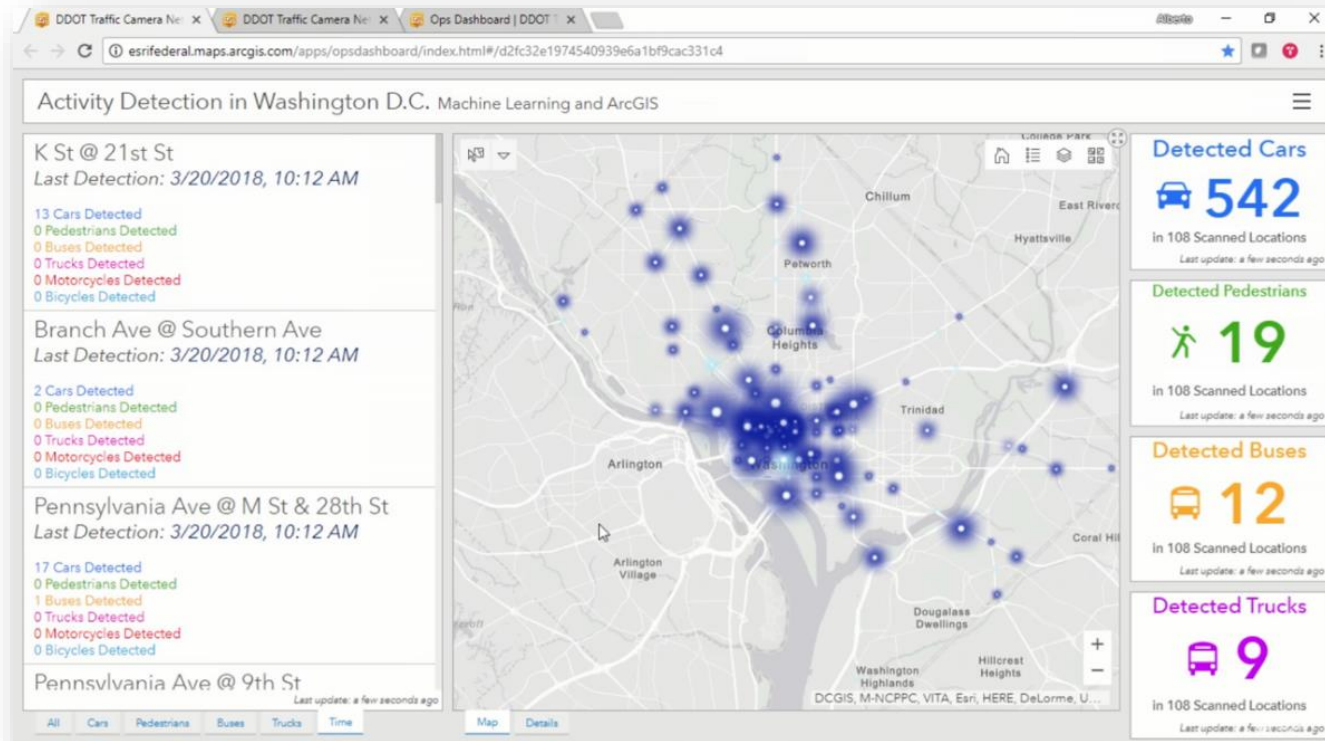 DDOT Traffic Camera Ne
DDOT Traffic Camera Ne
Ops Dashboard | DDOT T
Alberto
esrifederal.maps.arcgis.com/apps/opsdashboard/index.html#/d2fc32e1974540939e6a1bf9cac331c4
Activity Detection in Washington D.C. Machine Learning and ArcGIS
K St @ 21st St
Last Detection: 3/20/2018, 10:12 AM
13 Cars Detected
0 Pedestrians Detected
0 Buses Detected
0 Trucks Detected
0 Motorcycles Detected
0 Bicycles Detected
Branch Ave @ Southern Ave
Last Detection: 3/20/2018, 10:12 AM
2 Cars Detected
0 Pedestrians Detected
0 Buses Detected
0 Trucks Detected
0 Motorcycles Detected
0 Bicycles Detected
Pennsylvania Ave @ M St & 28th St
Last Detection: 3/20/2018, 10:12 AM
17 Cars Detected
0 Pedestrians Detected
1 Buses Detected
0 Trucks Detected
0 Motorcycles Detected
0 Bicycles Detected
Pennsylvania Ave @ 9th St
Last update: a few seconds ago
All
Cars
Pedestrians
Buses
Trucks
Time
College Park
Chillum
East Riverd
Hyattsville
Petworth
Columbia
Heights
Trinidad
Arlington
Washington
Coral Hil
Arlington
Village
Douglass
Dwellings
Washington
Highlands
Hillcrest
Heights
DCGIS, M-NCPPC, VITA, Esri, HERE, DeLorme, U...
Map
Details
Detected Cars
542
in 108 Scanned Locations
Last update: a few seconds ago
Detected Pedestrians
19
in 108 Scanned Locations
Last update: a few seconds ago
Detected Buses
12
in 108 Scanned Locations
Last update: a few seconds ago
Detected Trucks
9
in 108 Scanned Locations
Last update: a few seconds ago